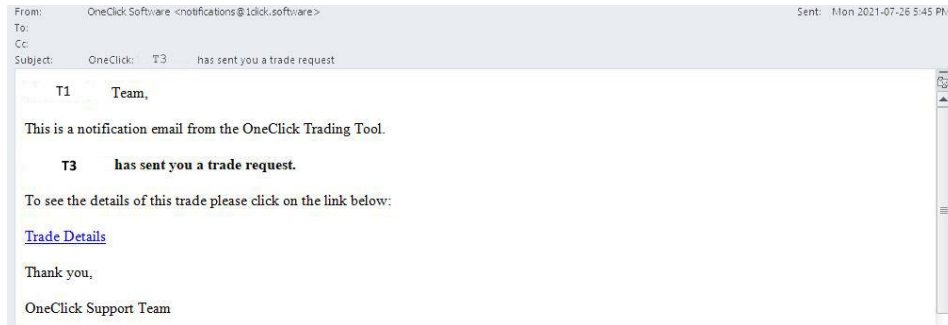 From: OneClick Software <notifications@1click.software> Sent: Mon 2021-07-26 5:45 PM
To:
Cc:
Subject: OneClick: T3 has sent you a trade request
T1 Team,
This is a notification email from the OneClick Trading Tool.
T3 has sent you a trade request.
To see the details of this trade please click on the link below:
Trade Details
Thank you,
OneClick Support Team